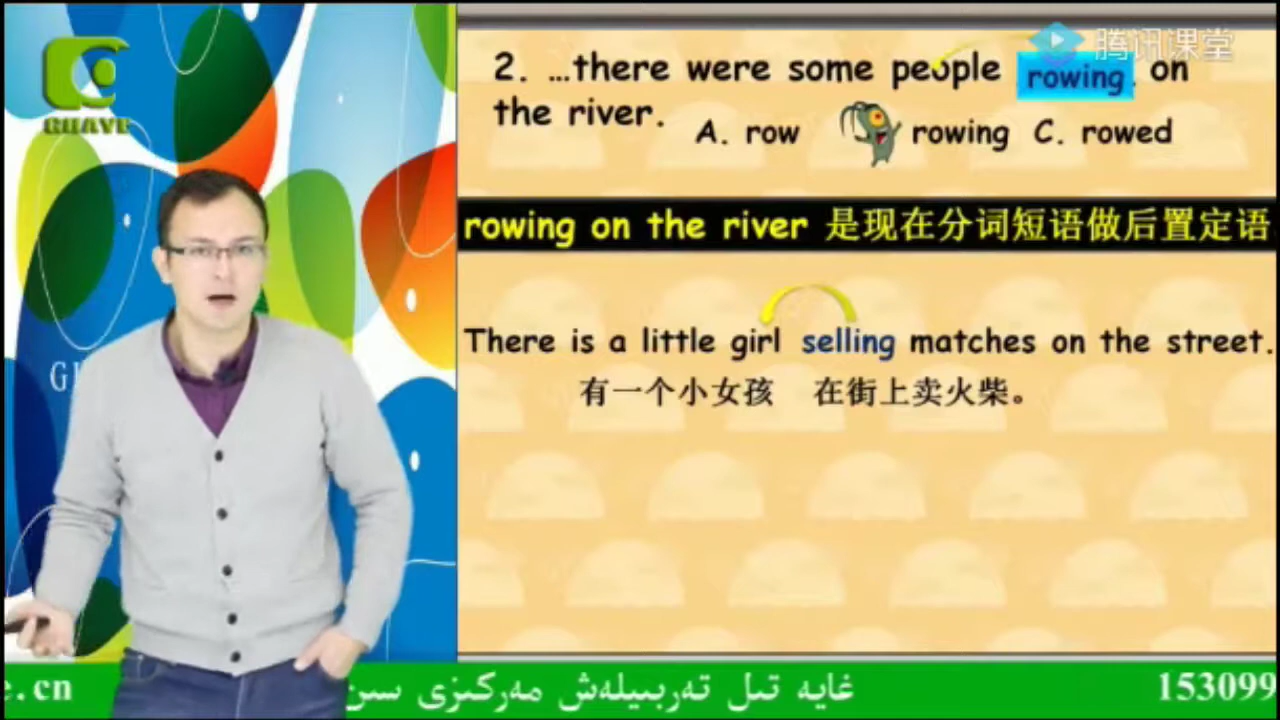 GHAYE
腾讯课堂
2. …there were some people rowing on
the river.
A. row rowing C. rowed
rowing on the river 是现在分词短语做后置定语
There is a little girl selling matches on the street.
有一个小女孩 在街上卖火柴。
e.cn غايە تىل تەربىيىلەش مەركىزى سىن 153099